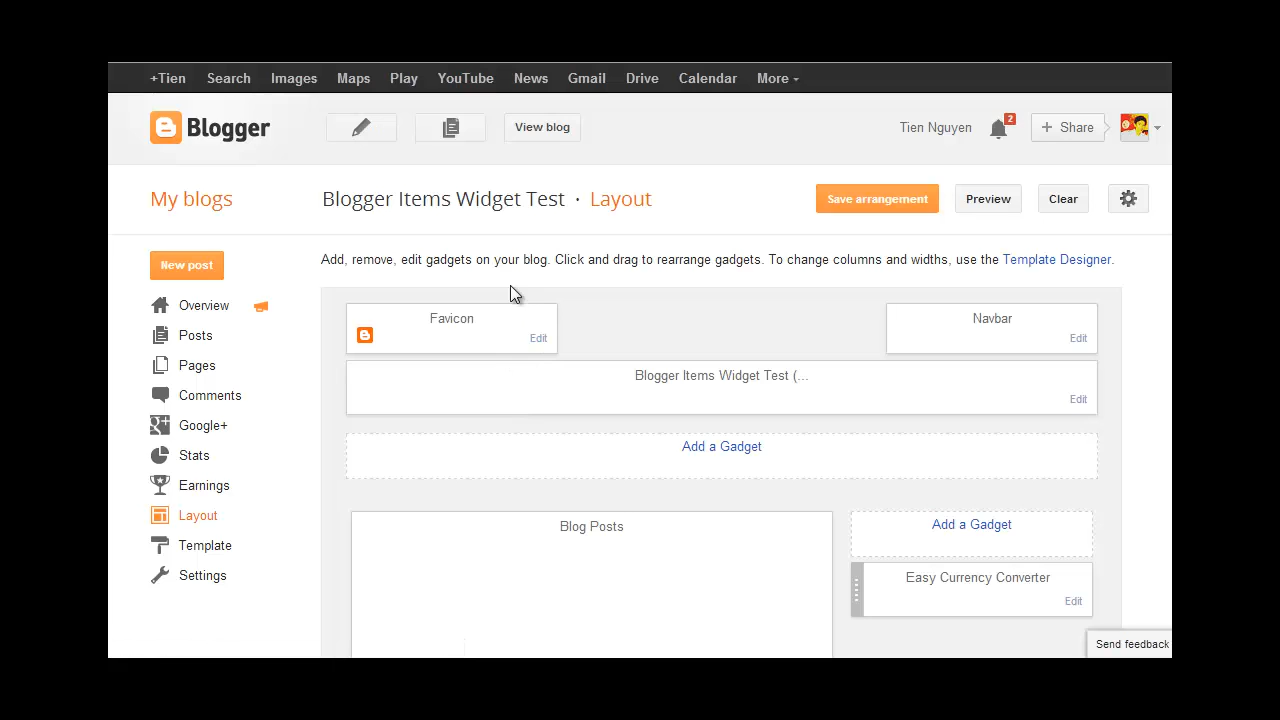 +Tien Search Images Maps Play YouTube News Gmail Drive Calendar More
Blogger View blog Tien Nguyen 2 + Share
My blogs Blogger Items Widget Test · Layout Save arrangement Preview Clear
New post
Add, remove, edit gadgets on your blog. Click and drag to rearrange gadgets. To change columns and widths, use the Template Designer.
Overview
Posts
Pages
Comments
Google+
Stats
Earnings
Layout
Template
Settings
Favicon
Edit
Navbar
Edit
Blogger Items Widget Test (...
Edit
Add a Gadget
Blog Posts
Add a Gadget
Easy Currency Converter
Edit
Send feedback